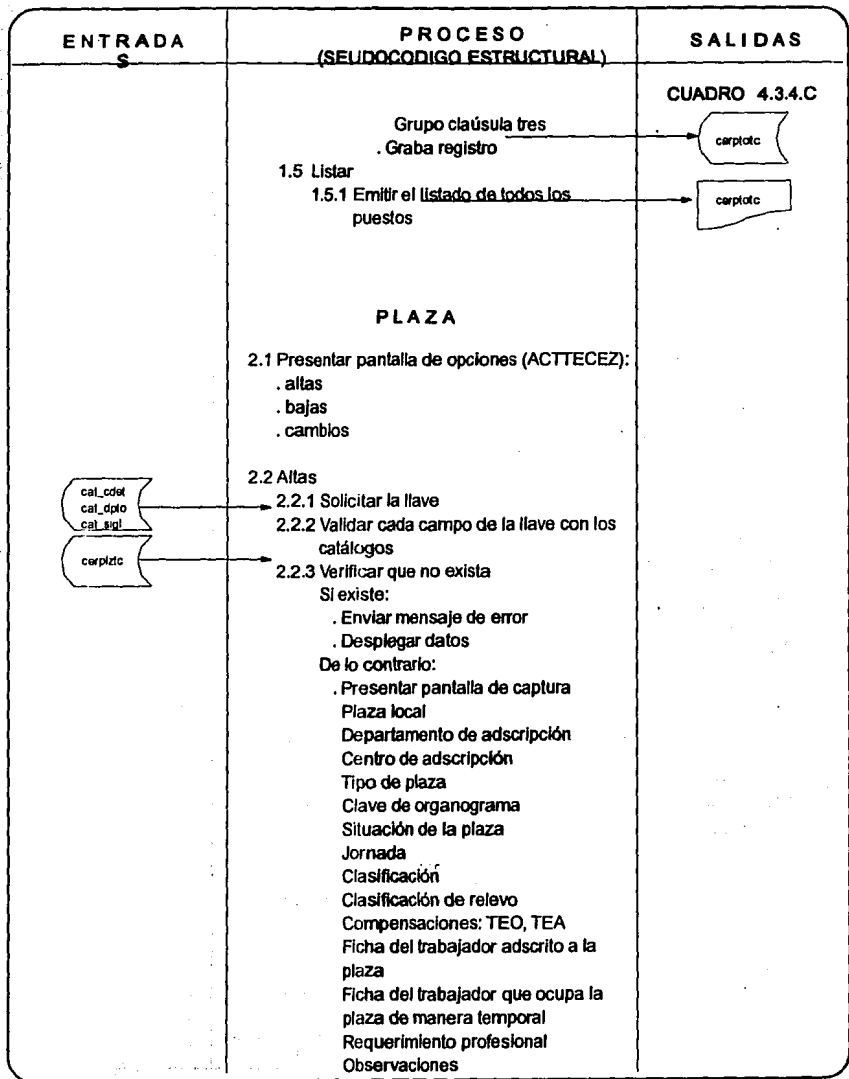 ENTRADA
S
PROCESO
(SEUDOCODIGO ESTRUCTURAL)
SALIDAS
CUADRO 4.3.4.C
Grupo claúsula tres
. Graba registro
cerptotc
1.5 Listar
1.5.1 Emitir el listado de todos los
puestos
cerptotc
PLAZA
2.1 Presentar pantalla de opciones (ACTTECEZ):
. altas
. bajas
. cambios
2.2 Altas
cat_cdet
cat_dpto
cat_sigl
2.2.1 Solicitar la llave
2.2.2 Validar cada campo de la llave con los
catálogos
cerplztc
2.2.3 Verificar que no exista
Si existe:
. Enviar mensaje de error
. Desplegar datos
De lo contrario:
. Presentar pantalla de captura
Plaza local
Departamento de adscripción
Centro de adscripción
Tipo de plaza
Clave de organograma
Situación de la plaza
Jornada
Clasificación
Clasificación de relevo
Compensaciones: TEO, TEA
Ficha del trabajador adscrito a la
plaza
Ficha del trabajador que ocupa la
plaza de manera temporal
Requerimiento profesional
Observaciones